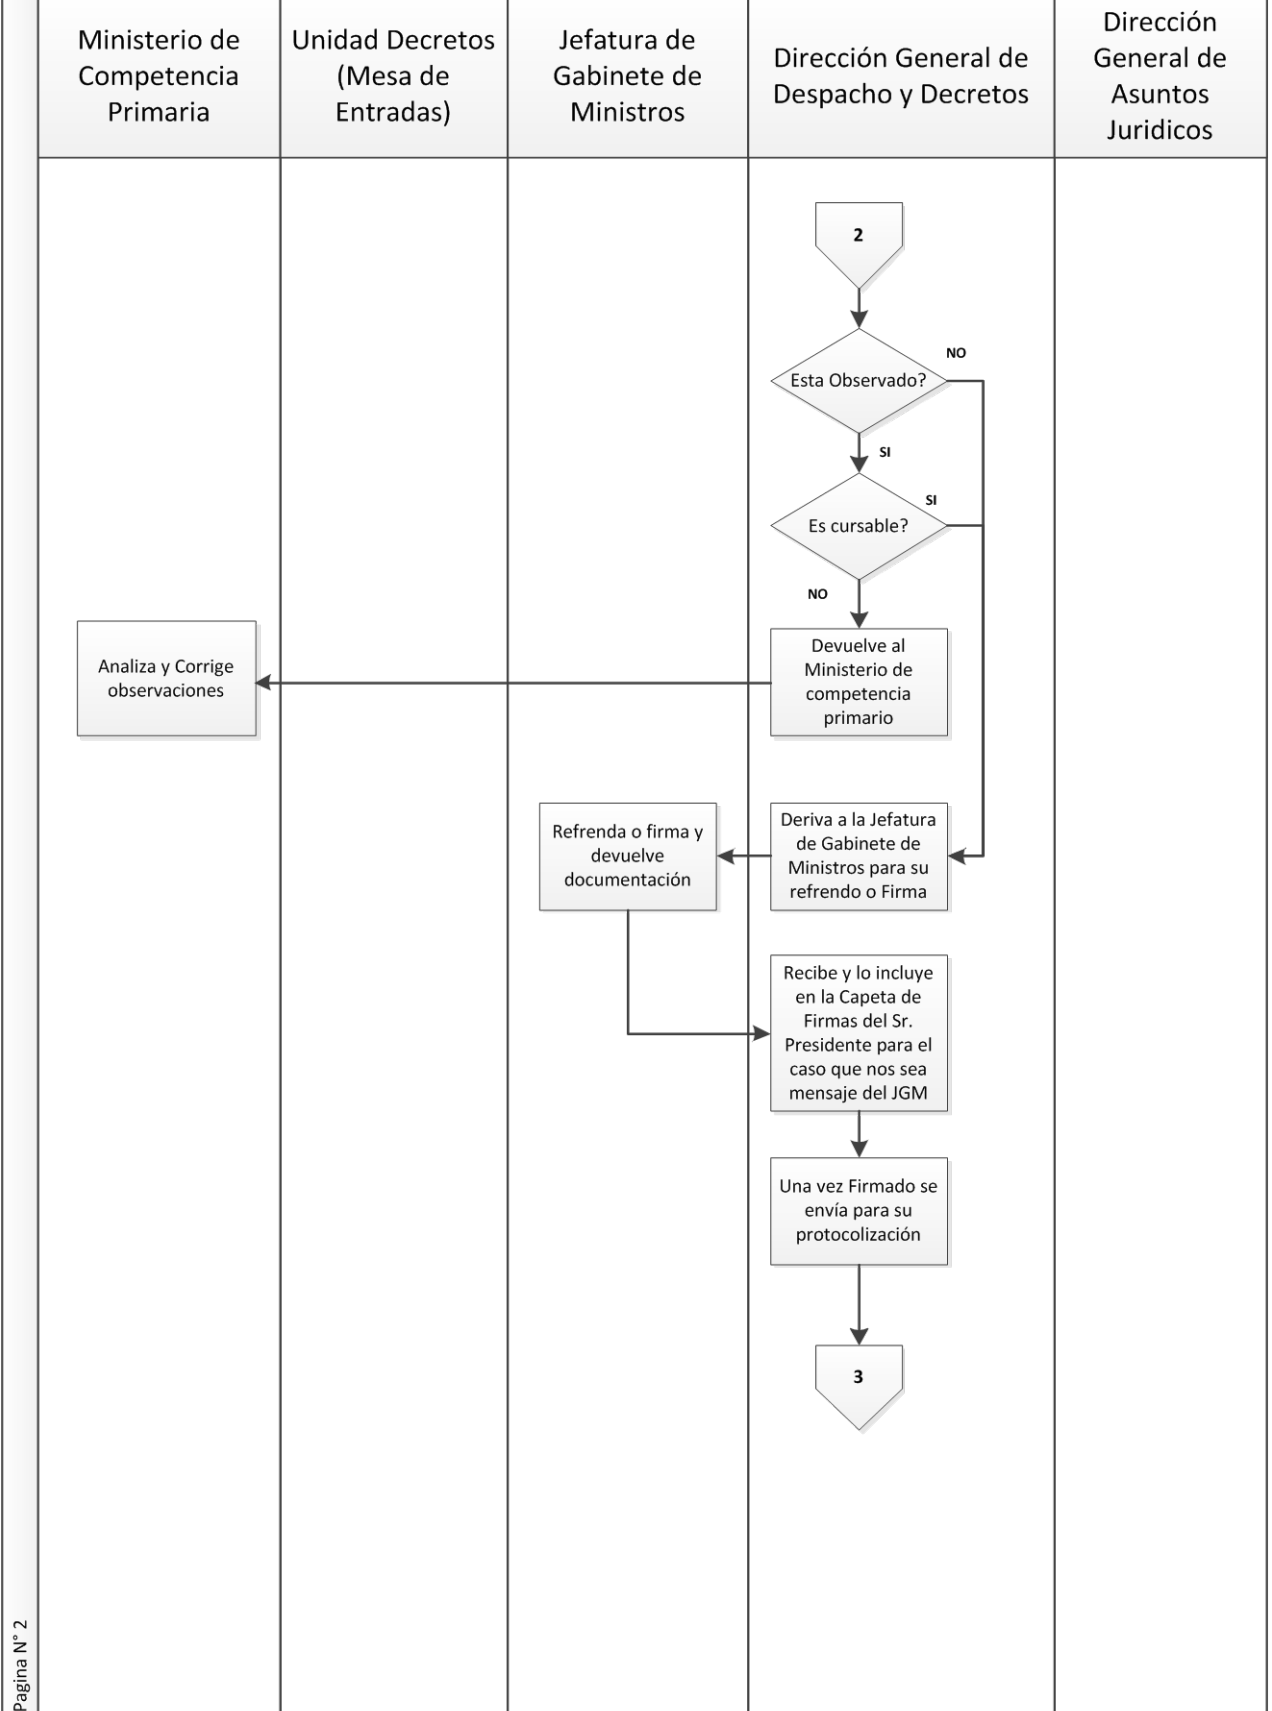 Ministerio de
Competencia
Primaria
Unidad Decretos
(Mesa de
Entradas)
Jefatura de
Gabinete de
Ministros
Dirección General de
Despacho y Decretos
Dirección
General de
Asuntos
Juridicos
2
Esta Observado?
NO
SI
Es cursable?
SI
NO
Devuelve al
Ministerio de
competencia
primario
Analiza y Corrige
observaciones
Deriva a la Jefatura
de Gabinete de
Ministros para su
refrendo o Firma
Refrenda o firma y
devuelve
documentación
Recibe y lo incluye
en la Capeta de
Firmas del Sr.
Presidente para el
caso que nos sea
mensaje del JGM
Una vez Firmado se
envía para su
protocolización
3
Pagina N° 2